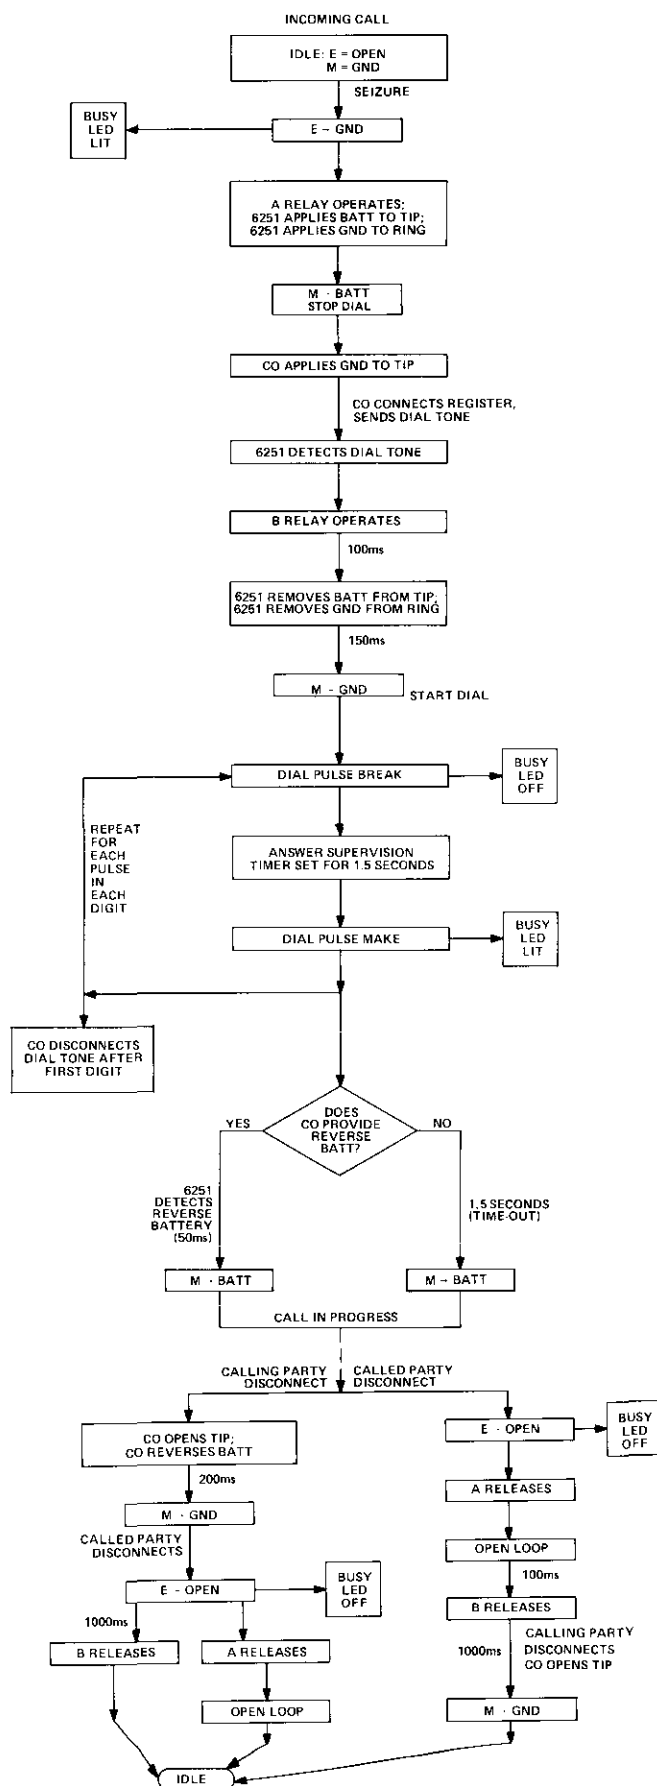 INCOMING CALL
IDLE: E = OPEN
M = GND
SEIZURE
BUSY
LED
LIT
E - GND
A RELAY OPERATES;
6251 APPLIES BATT TO TIP;
6251 APPLIES GND TO RING
M - BATT
STOP DIAL
CO APPLIES GND TO TIP
CO CONNECTS REGISTER,
SENDS DIAL TONE
6251 DETECTS DIAL TONE
B RELAY OPERATES
100ms
6251 REMOVES BATT FROM TIP;
6251 REMOVES GND FROM RING
150ms
M - GND
START DIAL
DIAL PULSE BREAK
BUSY
LED
OFF
REPEAT
FOR
EACH
PULSE
IN
EACH
DIGIT
ANSWER SUPERVISION
TIMER SET FOR 1.5 SECONDS
DIAL PULSE MAKE
BUSY
LED
LIT
CO DISCONNECTS
DIAL TONE AFTER
FIRST DIGIT
DOES
CO PROVIDE
REVERSE
BATT?
YES
NO
6251
DETECTS
REVERSE
BATTERY
(50ms)
1.5 SECONDS
(TIME-OUT)
M - BATT
M - BATT
CALL IN PROGRESS
CALLING PARTY
DISCONNECT
CALLED PARTY
DISCONNECT
CO OPENS TIP;
CO REVERSES BATT
200ms
M - GND
CALLED PARTY
DISCONNECTS
E - OPEN
BUSY
LED
OFF
1000ms
B RELEASES
A RELEASES
OPEN LOOP
E - OPEN
BUSY
LED
OFF
A RELEASES
OPEN LOOP
100ms
B RELEASES
1000ms
CALLING PARTY
DISCONNECTS
CO OPENS TIP
M - GND
IDLE